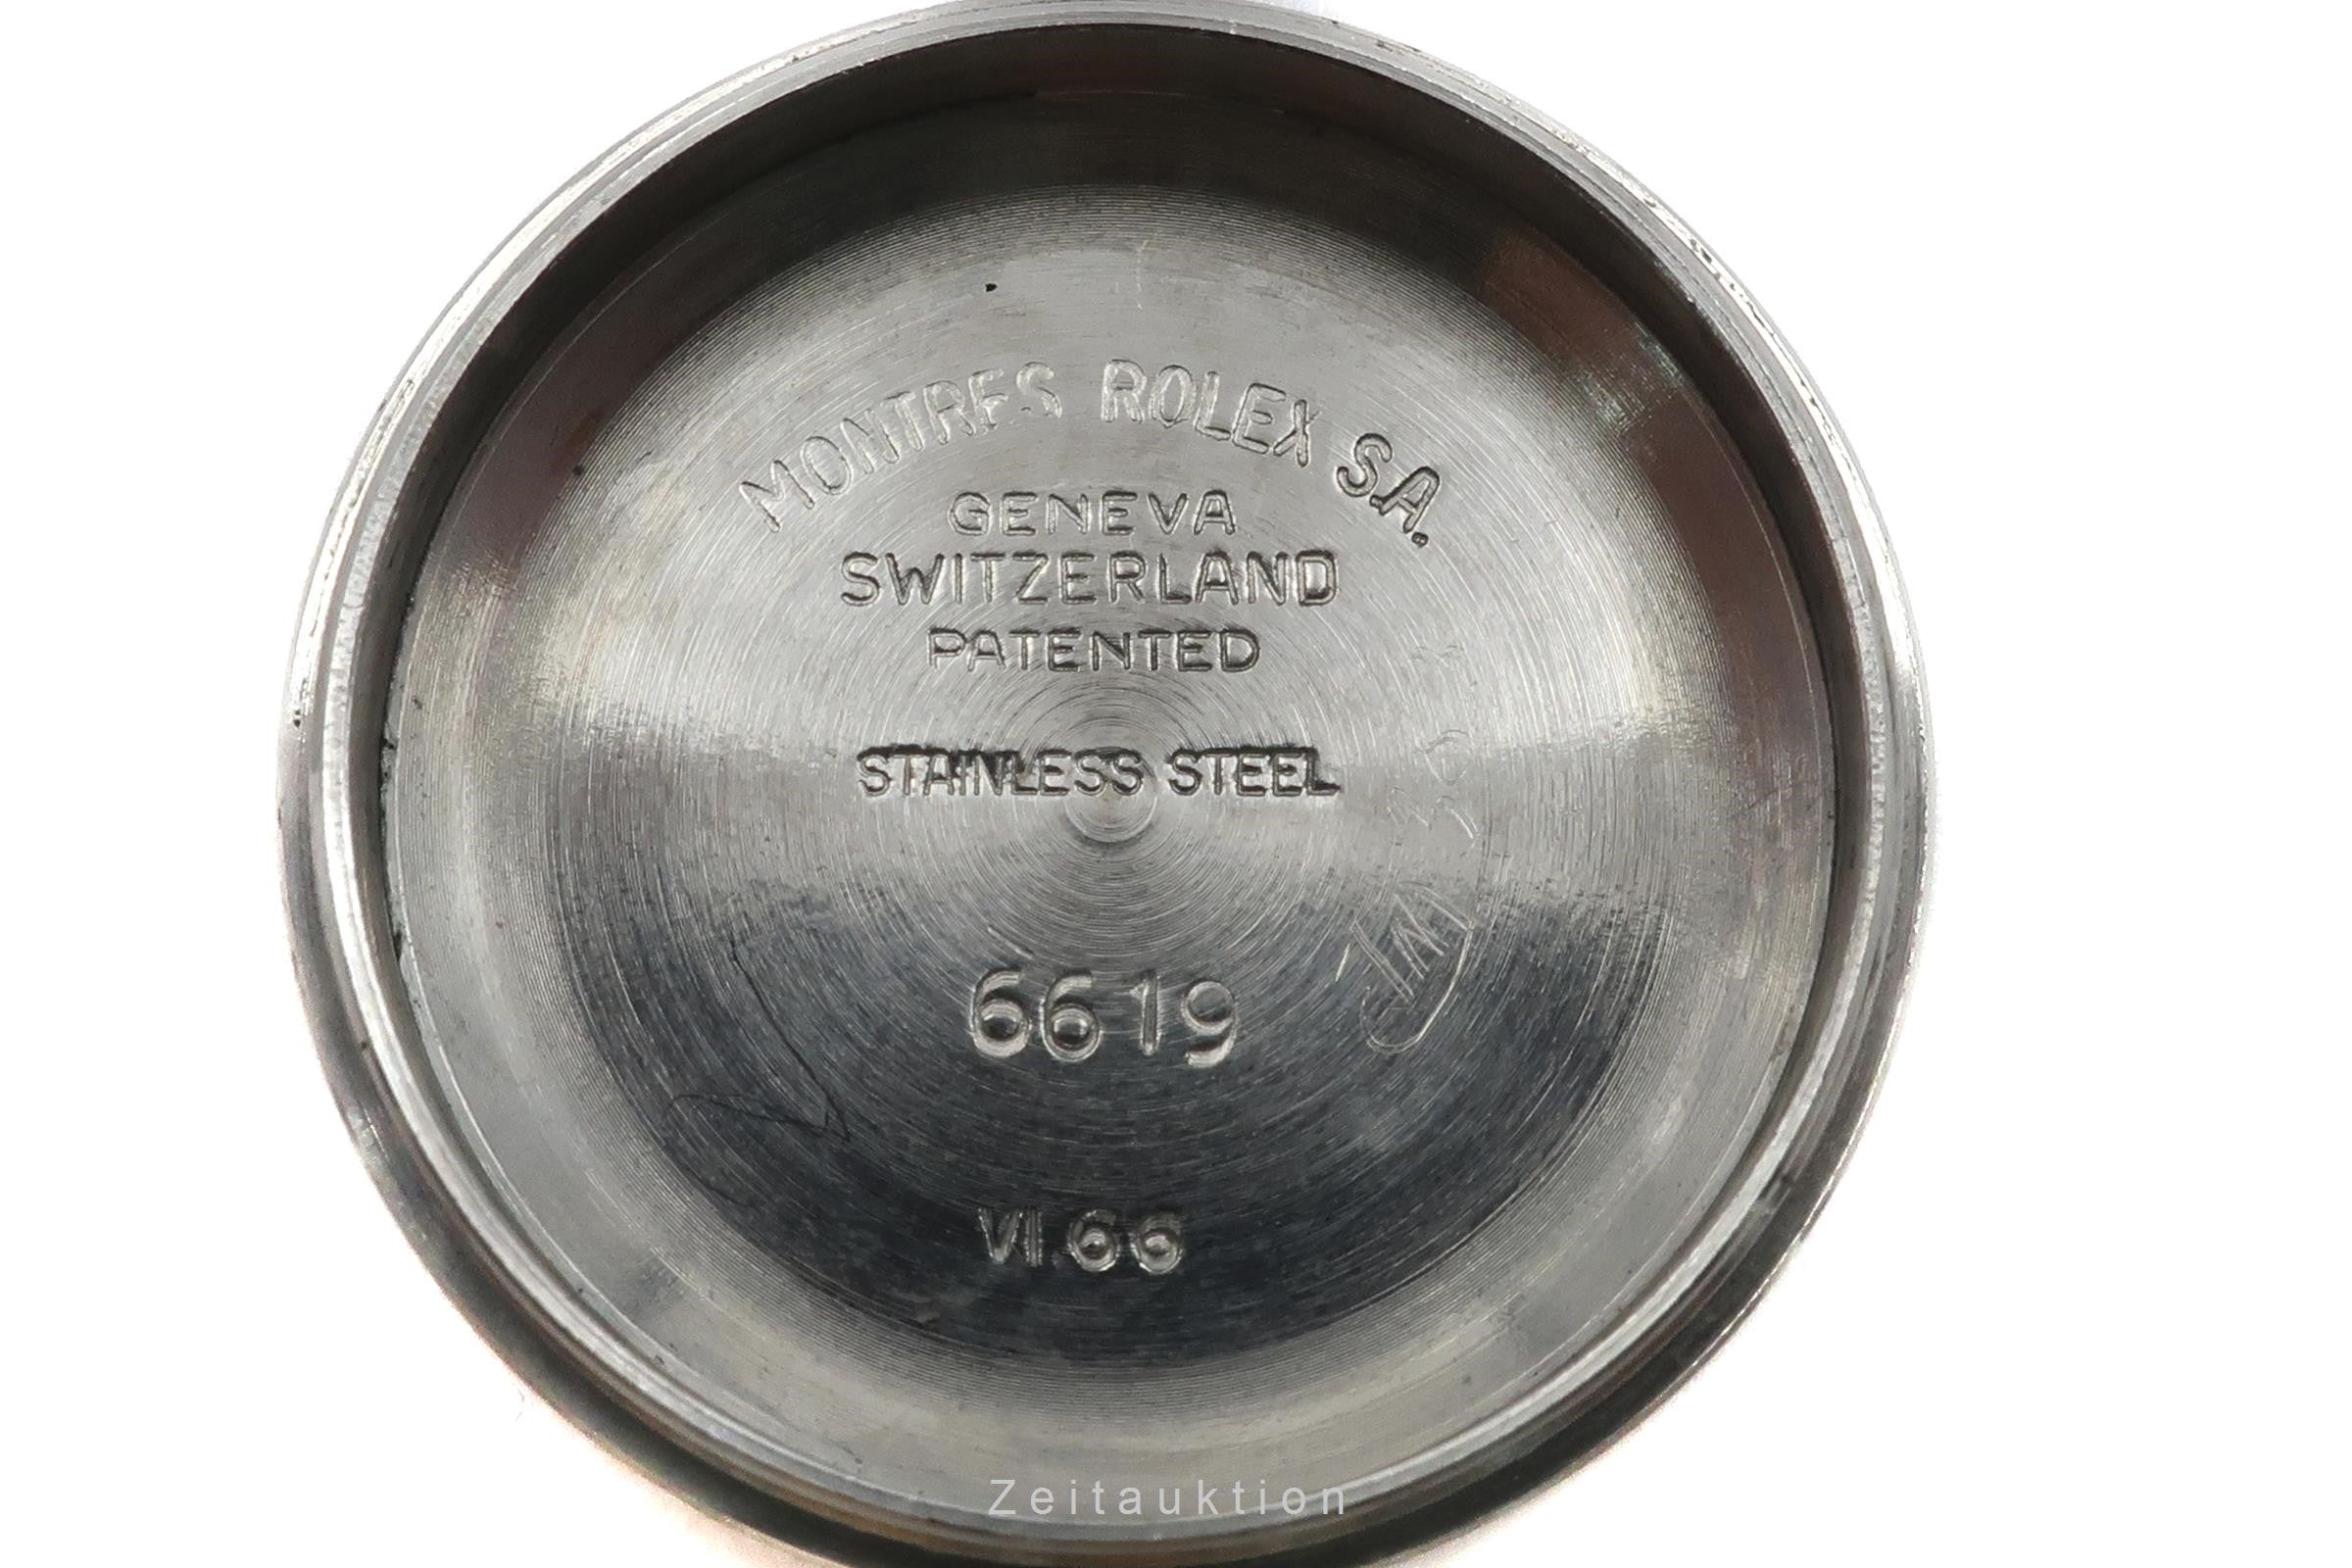 MONTRES ROLEX S.A.
GENEVA
SWITZERLAND
PATENTED
STAINLESS STEEL
6619
VI.66
Zeitauktion